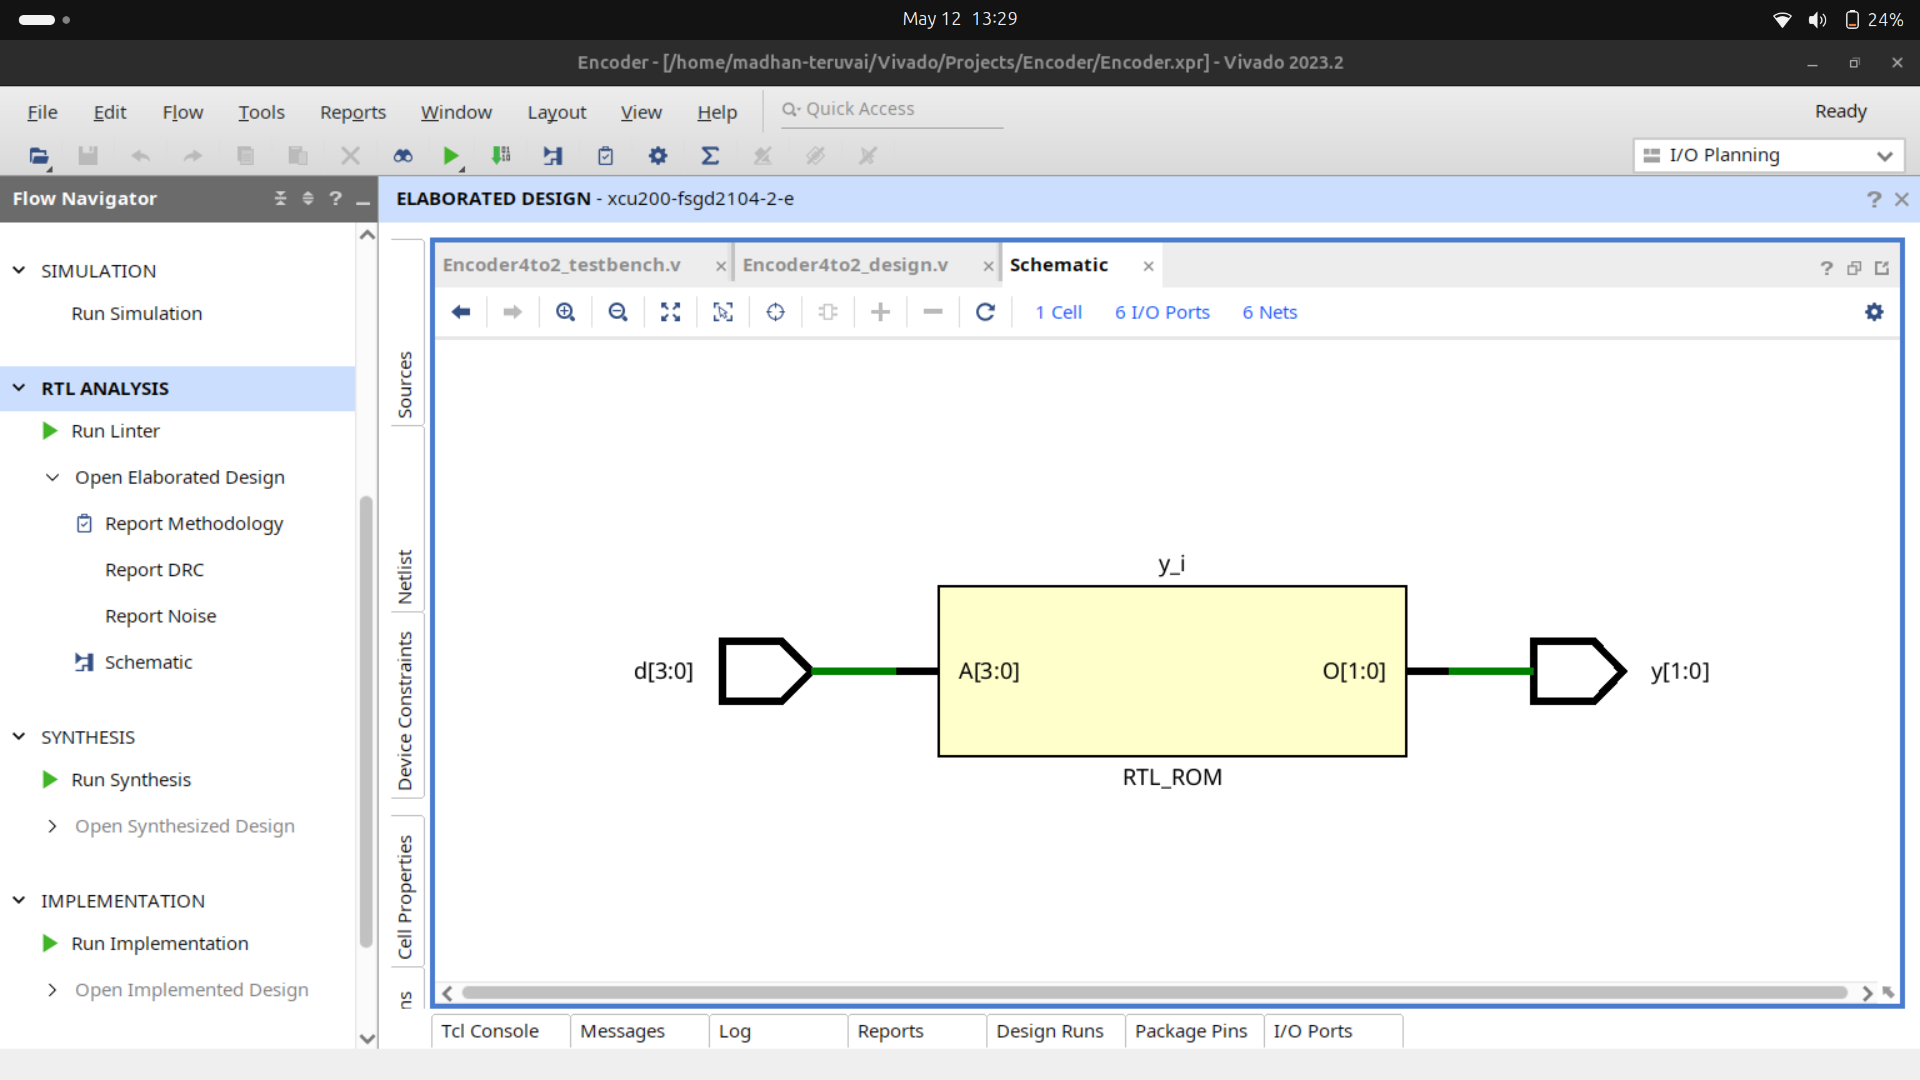 May 12 13:29
24%
Encoder - [/home/madhan-teruvai/Vivado/Projects/Encoder/Encoder.xpr] - Vivado 2023.2
File Edit Flow Tools Reports Window Layout View Help
Quick Access
Ready
I/O Planning
Flow Navigator
ELABORATED DESIGN - xcu200-fsgd2104-2-e
SIMULATION
Run Simulation
RTL ANALYSIS
Run Linter
Open Elaborated Design
Report Methodology
Report DRC
Report Noise
Schematic
SYNTHESIS
Run Synthesis
Open Synthesized Design
IMPLEMENTATION
Run Implementation
Open Implemented Design
Sources
Netlist
Device Constraints
Cell Properties
ns
Encoder4to2_testbench.v
Encoder4to2_design.v
Schematic
1 Cell
6 I/O Ports
6 Nets
y_i
d[3:0]
A[3:0]
O[1:0]
y[1:0]
RTL_ROM
Tcl Console
Messages
Log
Reports
Design Runs
Package Pins
I/O Ports